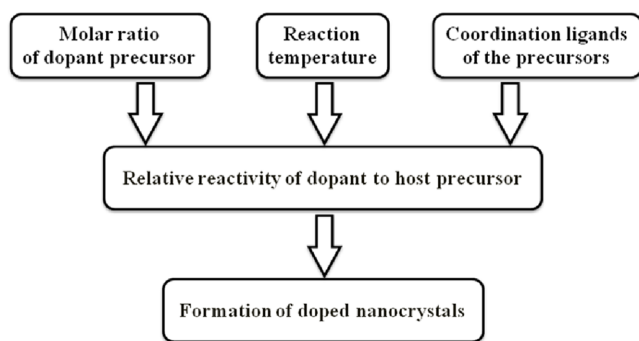 Molar ratio
of dopant precursor
Reaction
temperature
Coordination ligands
of the precursors
Relative reactivity of dopant to host precursor
Formation of doped nanocrystals